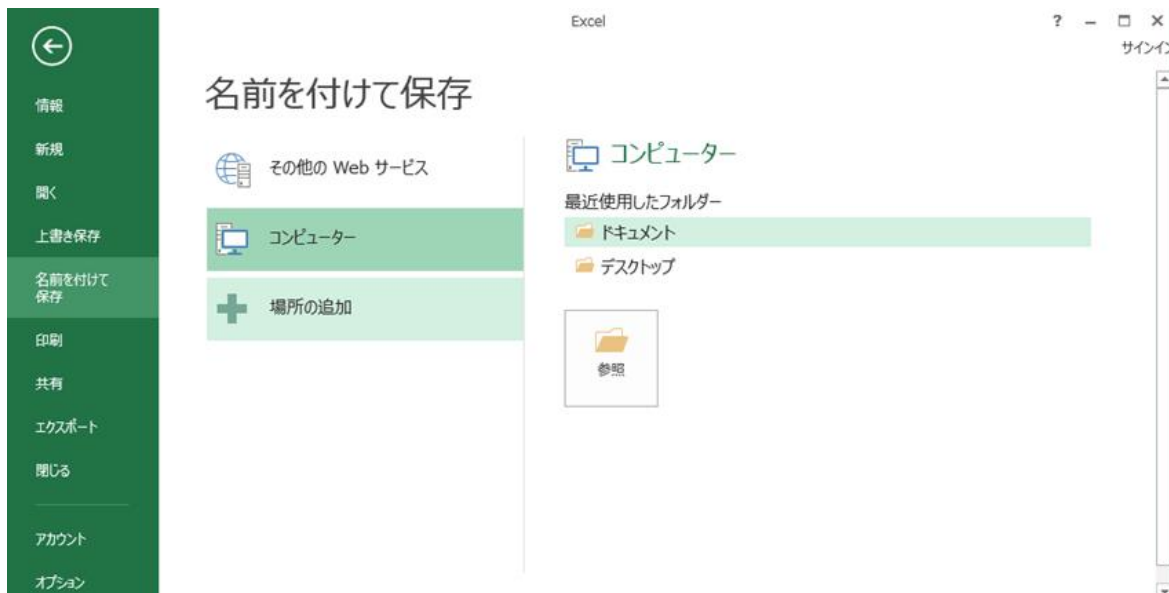 Excel
?
サインイン
情報
新規
開く
上書き保存
名前を付けて
保存
印刷
共有
エクスポート
閉じる
アカウント
オプション
名前を付けて保存
その他の Web サービス
コンピューター
場所の追加
コンピューター
最近使用したフォルダー
ドキュメント
デスクトップ
参照